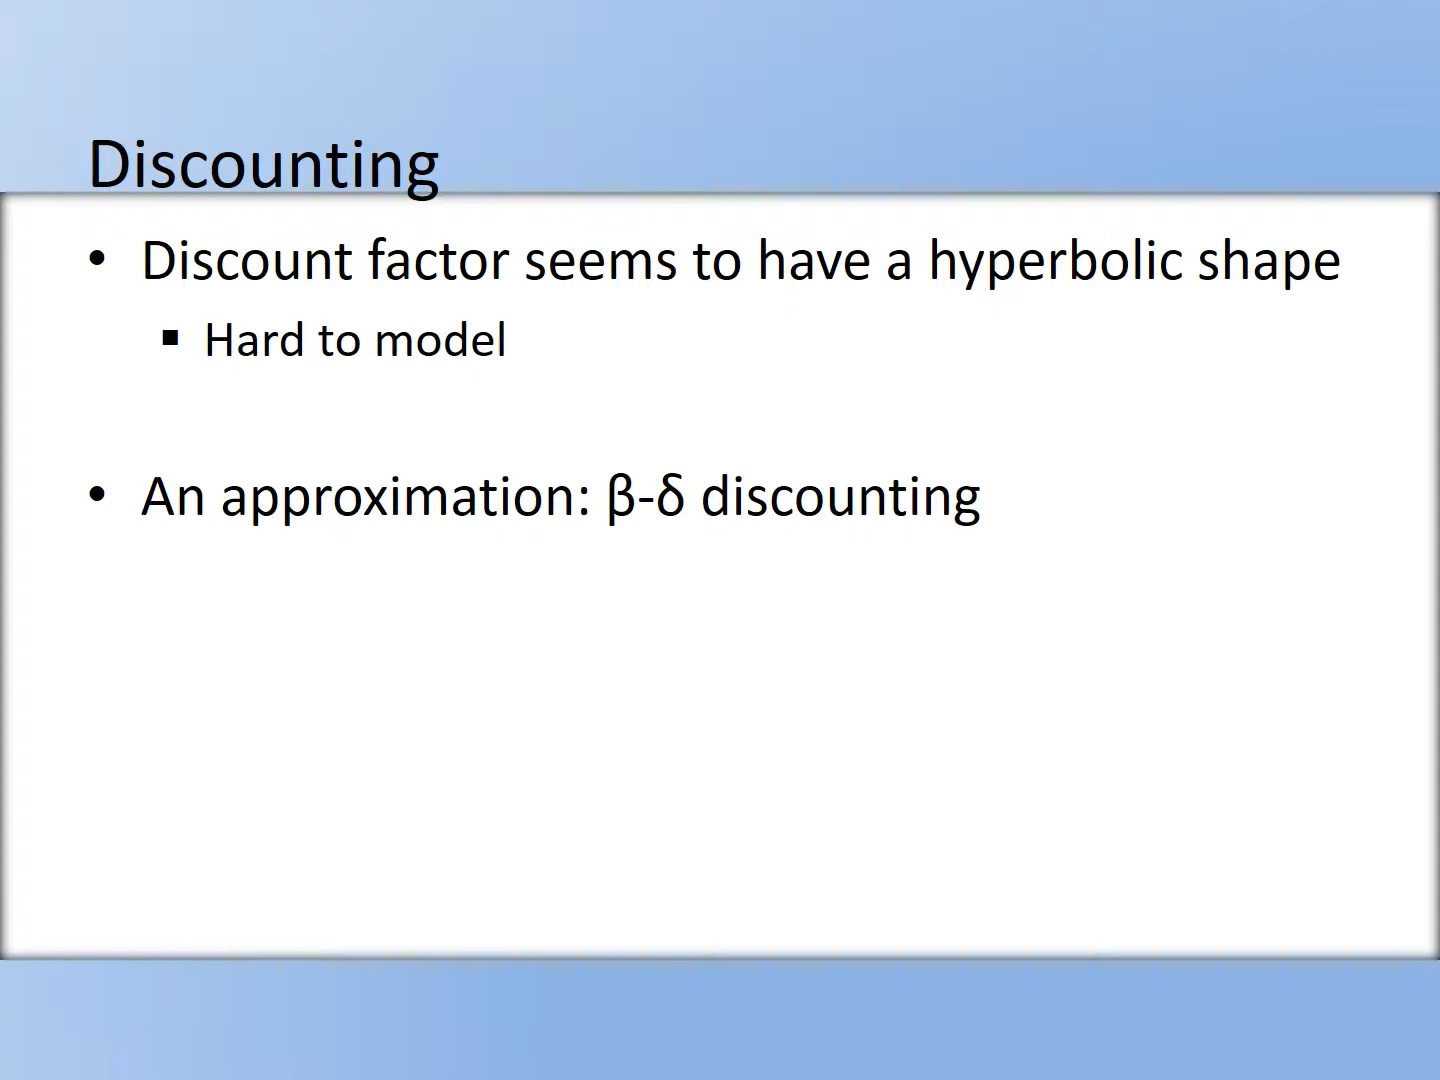 Discounting
• Discount factor seems to have a hyperbolic shape
▪ Hard to model
• An approximation: β-δ discounting